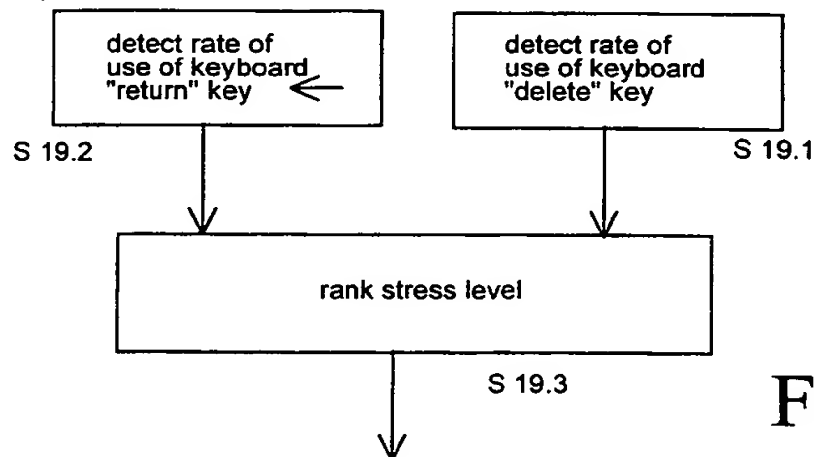 detect rate of
use of keyboard
"return" key
S 19.2
detect rate of
use of keyboard
"delete" key
S 19.1
rank stress level
S 19.3
F